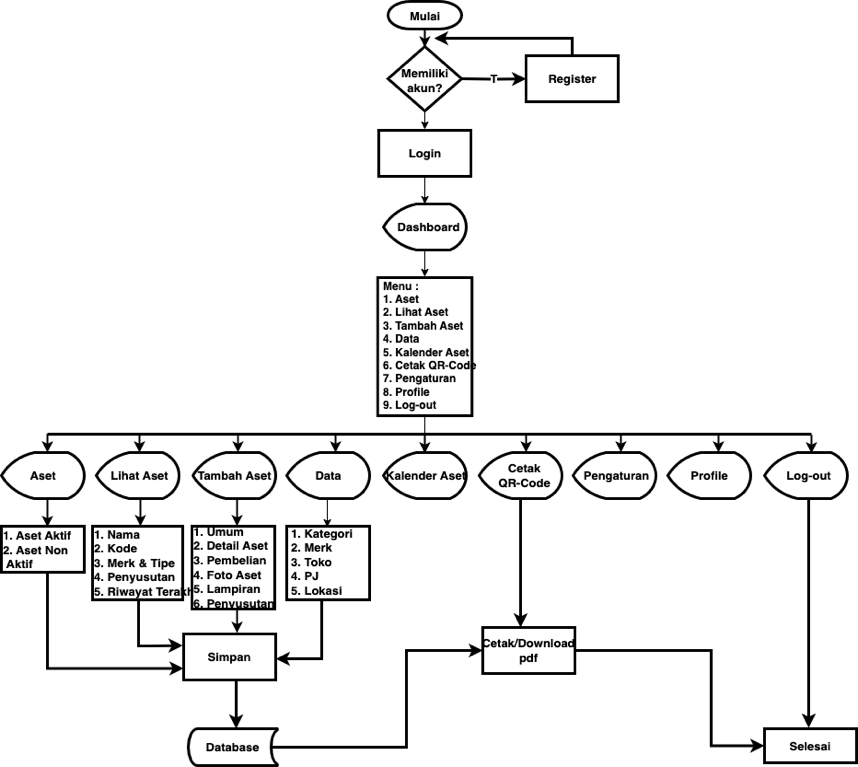 Mulai
Memiliki
akun?
T
Register
Login
Dashboard
Menu :
1. Aset
2. Lihat Aset
3. Tambah Aset
4. Data
5. Kalender Aset
6. Cetak QR-Code
7. Pengaturan
8. Profile
9. Log-out
Aset
Lihat Aset
Tambah Aset
Data
Kalender Aset
Cetak
QR-Code
Pengaturan
Profile
Log-out
1. Aset Aktif
2. Aset Non
Aktif
1. Nama
2. Kode
3. Merk & Tipe
4. Penyusutan
5. Riwayat
1. Umum
2. Detail Aset
3. Pembelian
4. Foto Aset
5. Lampiran
6. Penyusutan
1. Kategori
2. Merk
3. Toko
4. PJ
5. Lokasi
Simpan
Cetak/Download
pdf
Database
Selesai